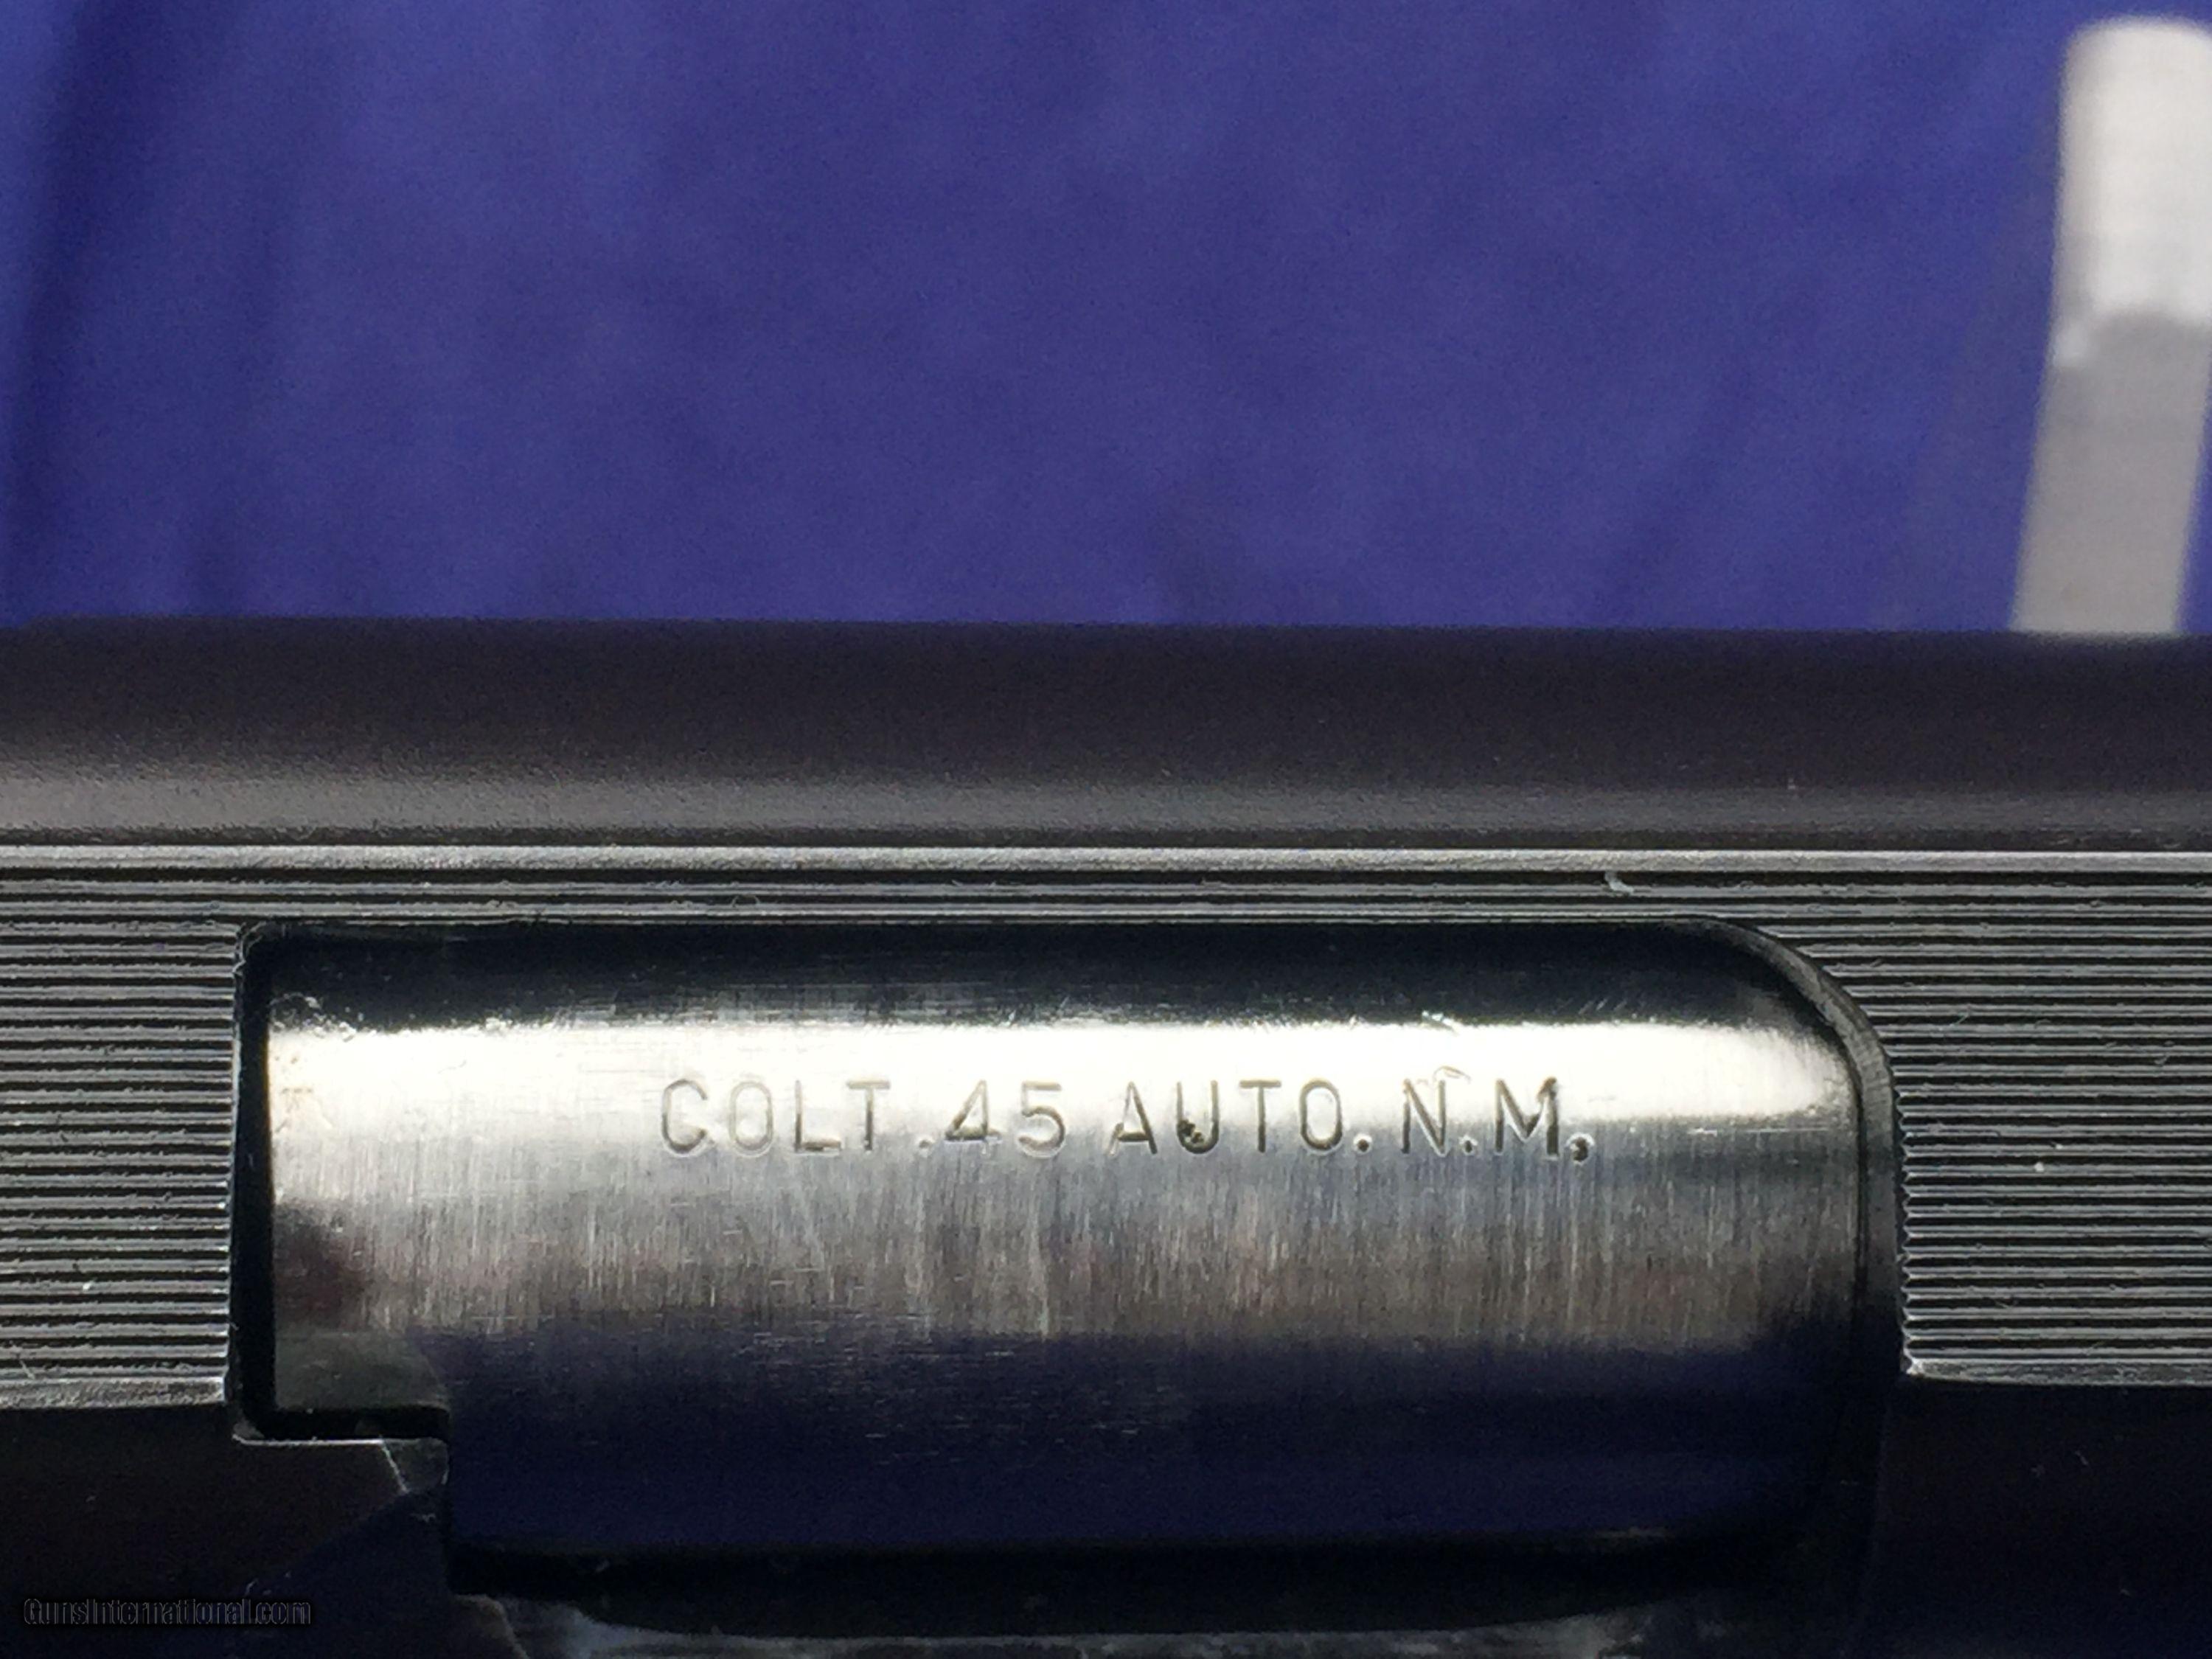 COLT .45 AUTO. N.M.
GunsInternational.com